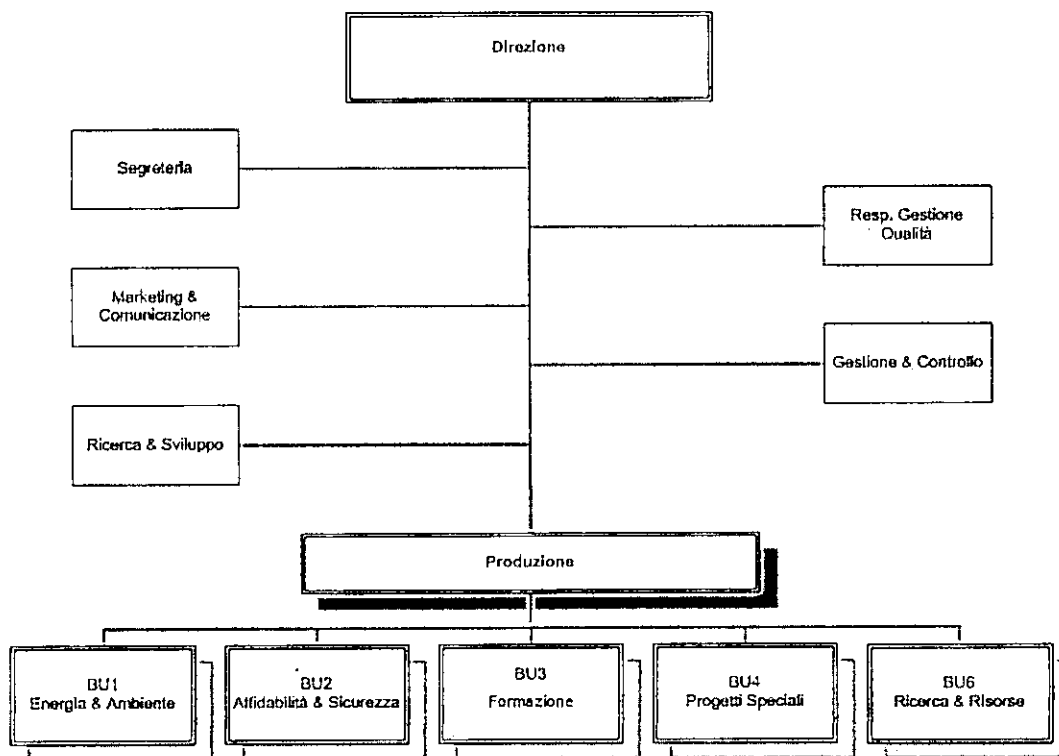 Direzione
Segreteria
Resp. Gestione
Qualità
Marketing &
Comunicazione
Gestione & Controllo
Ricerca & Sviluppo
Produzione
BU1
Energia & Ambiente
BU2
Affidabilità & Sicurezza
BU3
Formazione
BU4
Progetti Speciali
BU6
Ricerca & Risorse